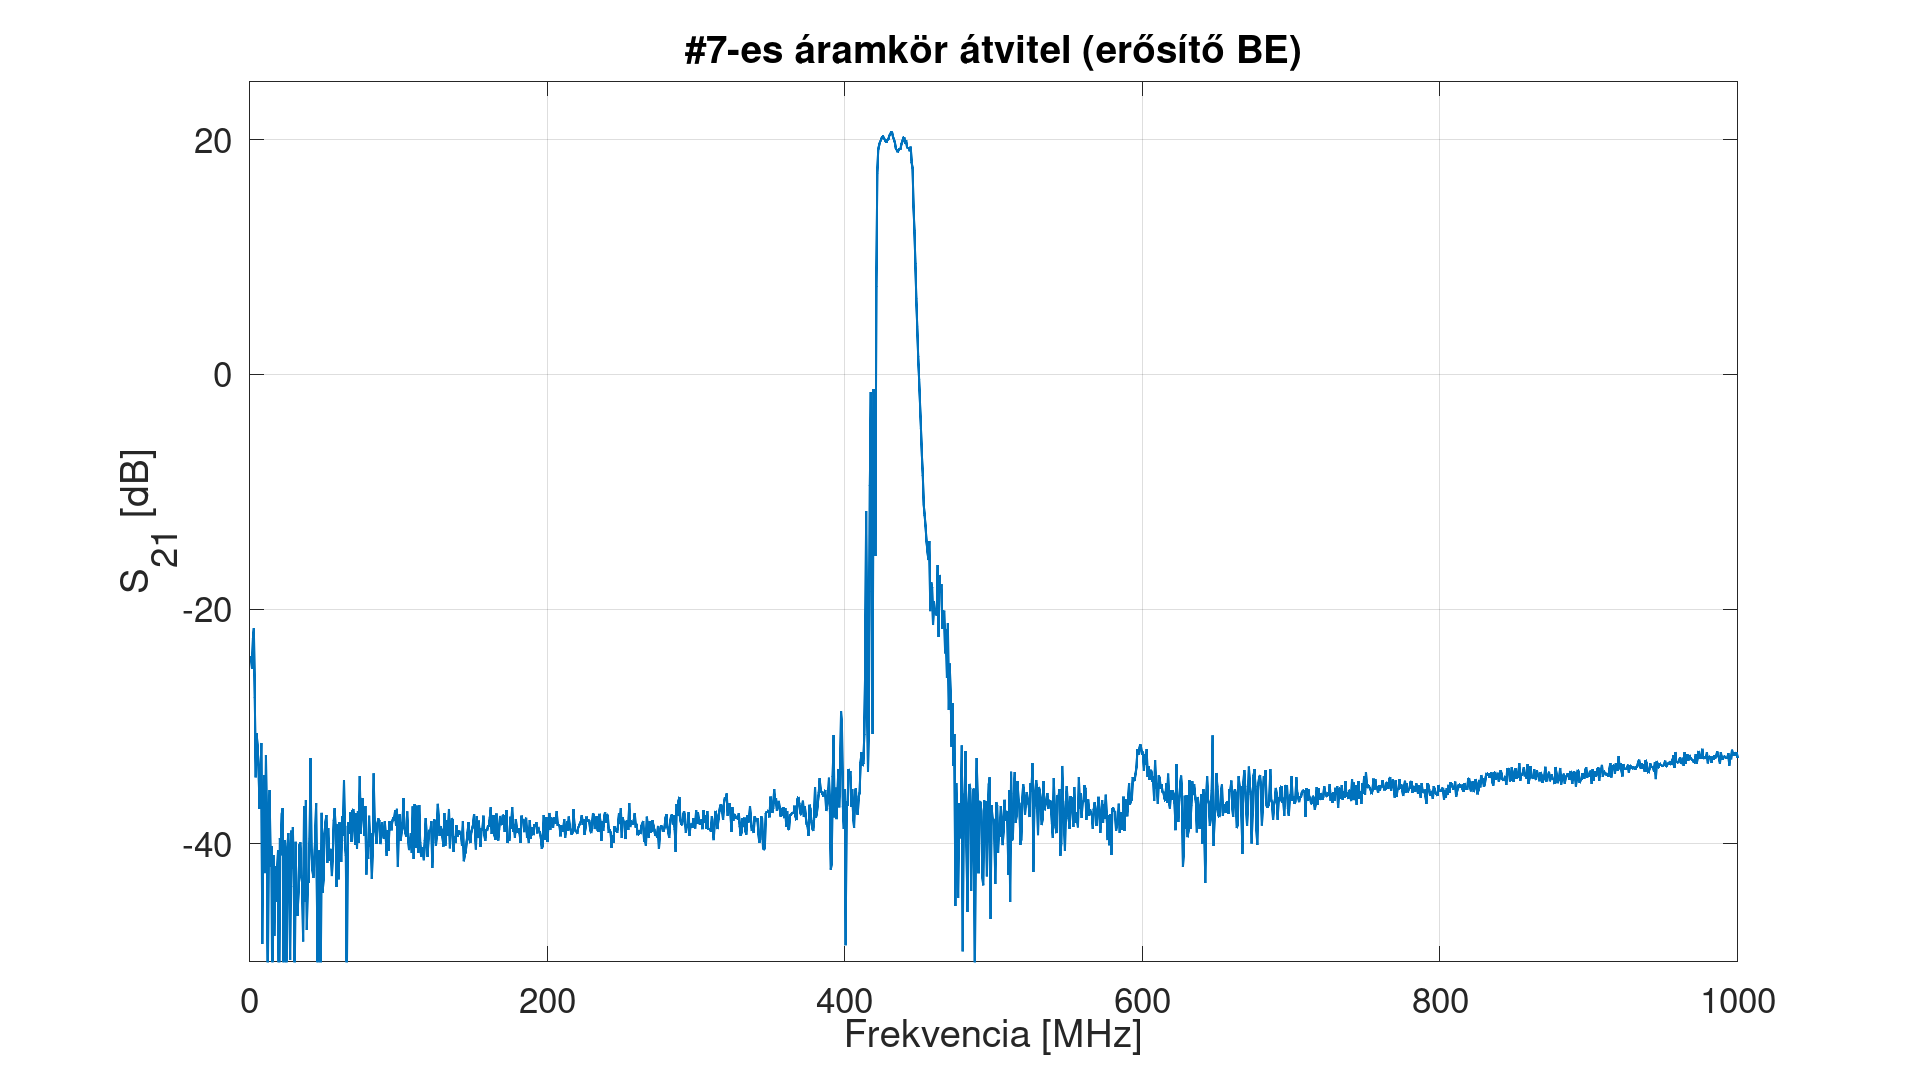 #7-es áramkör átvitel (erősítő BE)
20
0
-20
-40
S21 [dB]
0 200 400 600 800 1000
Frekvencia [MHz]